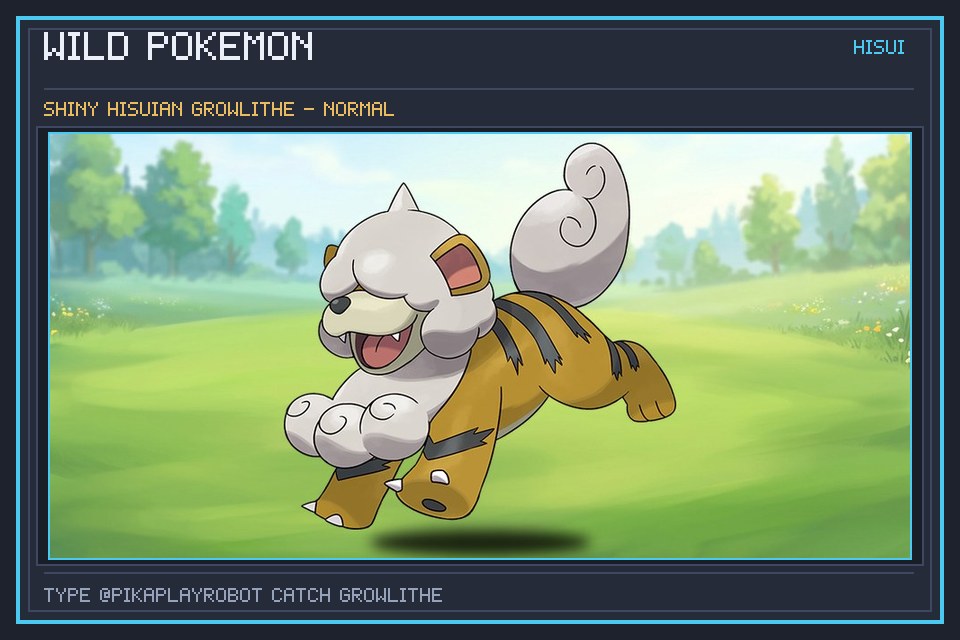 WILD POKEMON
HISUI
SHINY HISUIAN GROWLITHE - NORMAL
TYPE @PIKAPLAYROBOT CATCH GROWLITHE